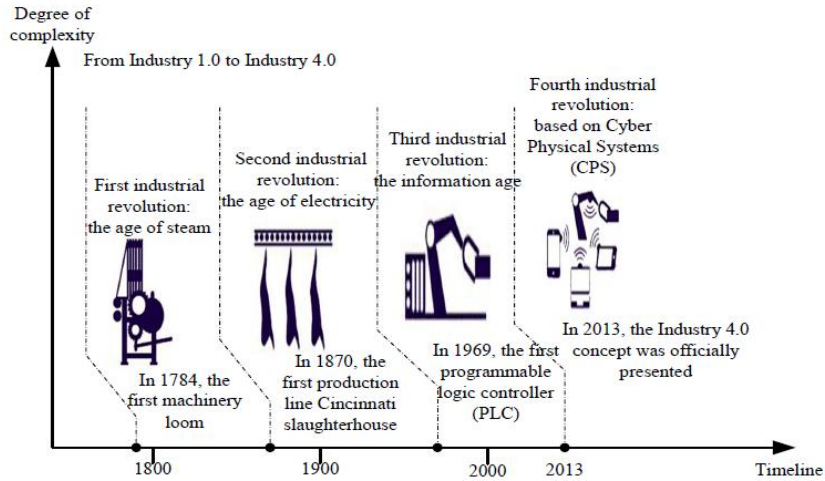 Degree of
complexity
From Industry 1.0 to Industry 4.0
First industrial
revolution:
the age of steam
In 1784, the
first machinery
loom
Second industrial
revolution:
the age of electricity
In 1870, the
first production
line Cincinnati
slaughterhouse
Third industrial
revolution:
the information age
In 1969, the first
programmable
logic controller
(PLC)
Fourth industrial
revolution:
based on Cyber
Physical Systems
(CPS)
In 2013, the Industry 4.0
concept was officially
presented
1800
1900
2000
2013
Timeline